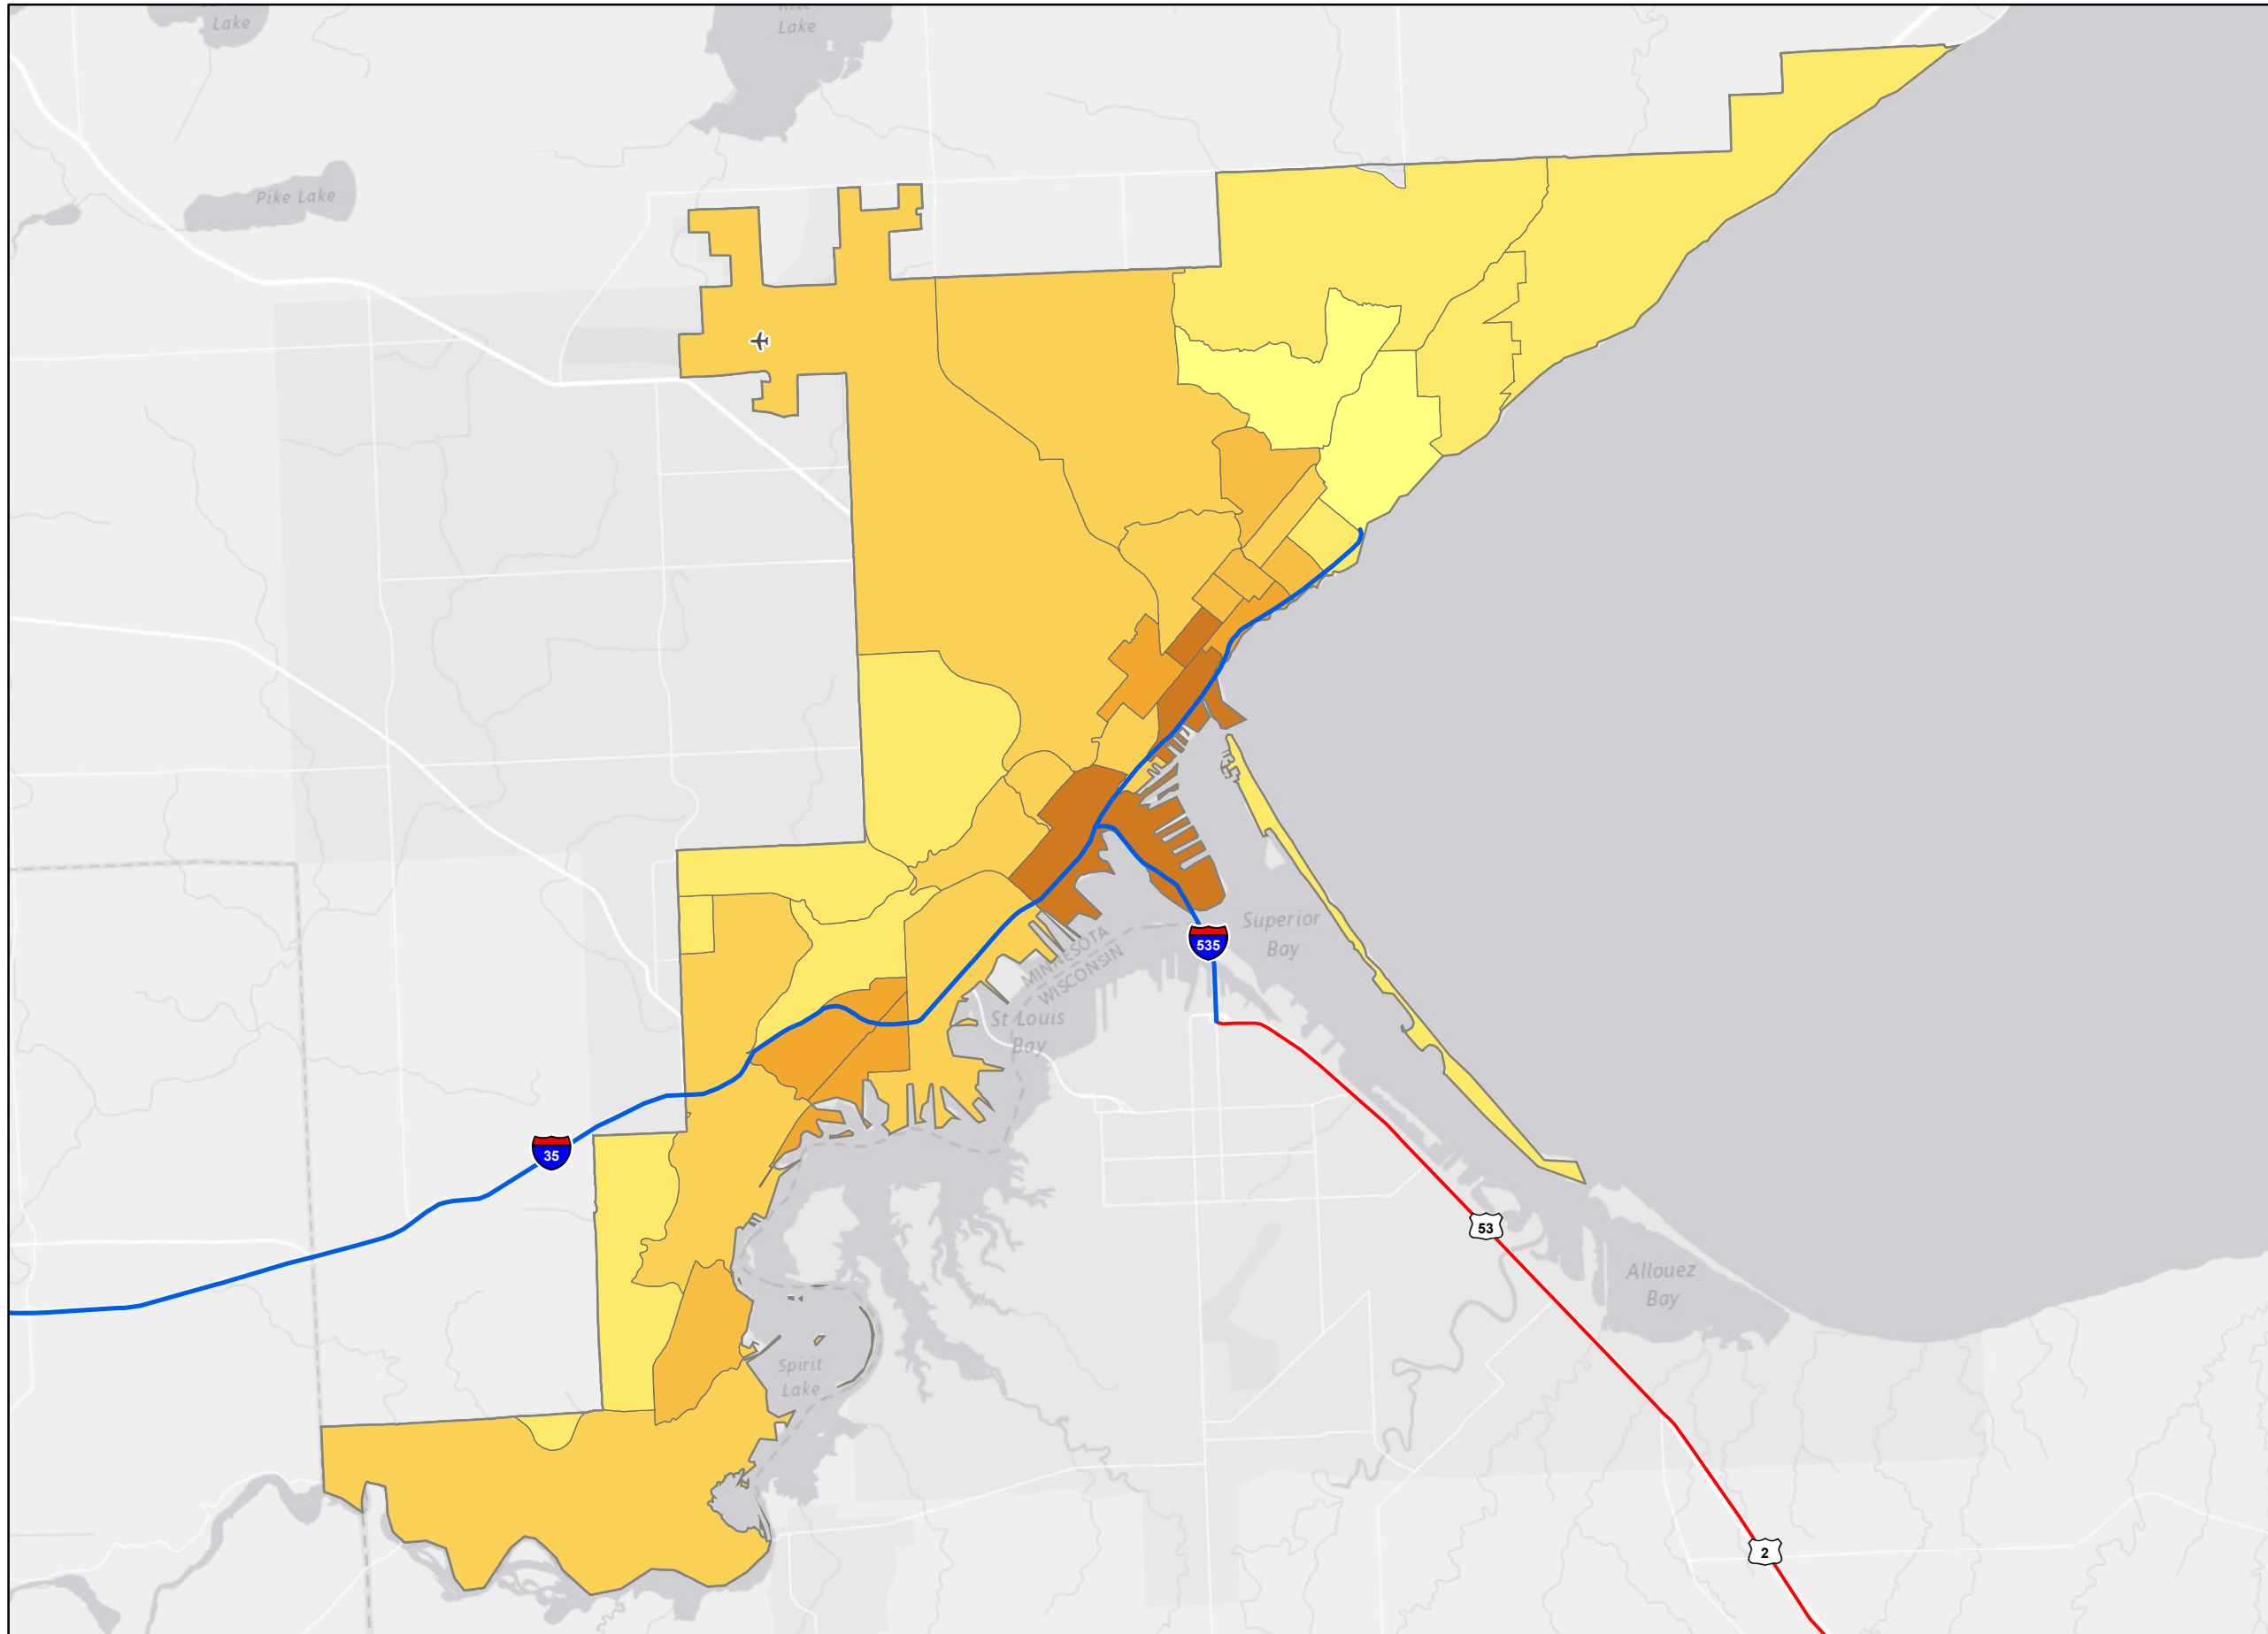 Lake
Lake
Pike Lake
Superior
Bay
535
MINNESOTA
WISCONSIN
St Louis
Bay
35
53
Allouez
Bay
Spirit
Lake
2